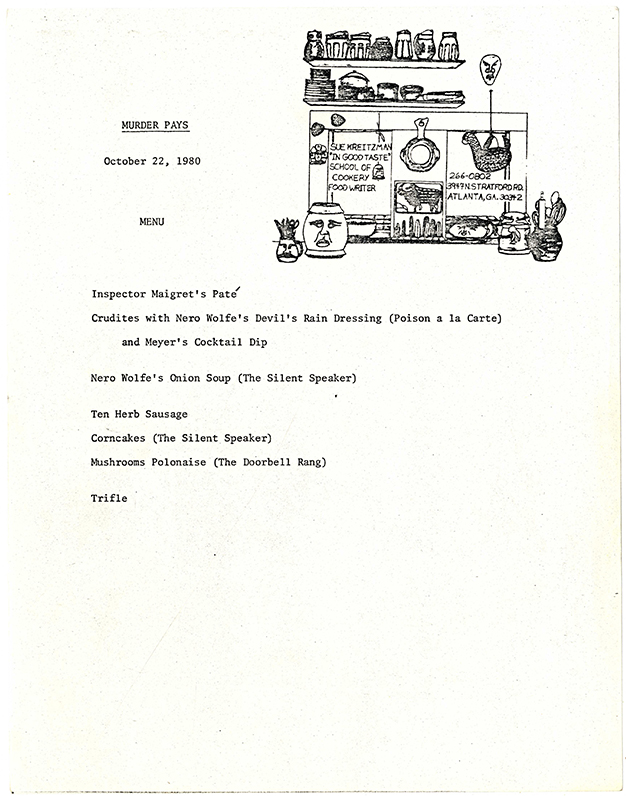 MURDER PAYS
October 22, 1980
MENU
SUE KREITZMAN
"IN GOOD TASTE"
SCHOOL OF
COOKERY
FOOD WRITER
266-0802
3947 N. STRATFORD RD.
ATLANTA, GA. 30342
Inspector Maigret's Paté
Crudites with Nero Wolfe's Devil's Rain Dressing (Poison a la Carte)
and Meyer's Cocktail Dip
Nero Wolfe's Onion Soup (The Silent Speaker)
Ten Herb Sausage
Corncakes (The Silent Speaker)
Mushrooms Polonaise (The Doorbell Rang)
Trifle